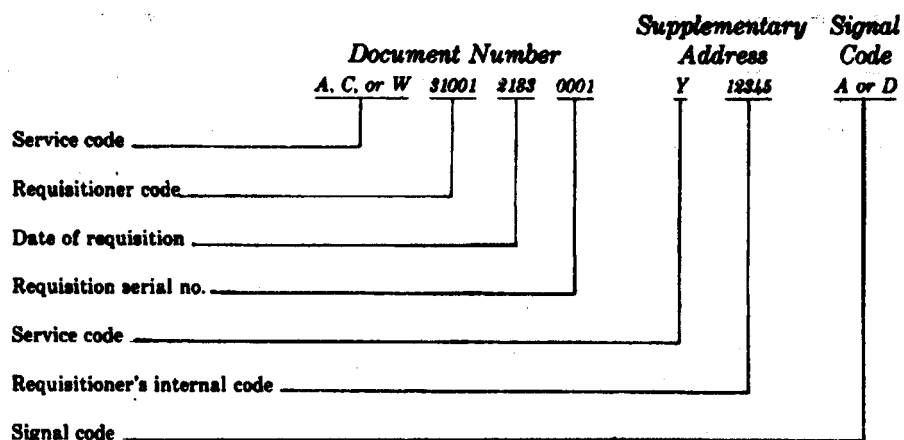 Supplementary Signal
Document Number Address Code
A, C, or W 31001 2183 0001 Y 12345 A or D
Service code
Requisitioner code
Date of requisition
Requisition serial no.
Service code
Requisitioner's internal code
Signal code